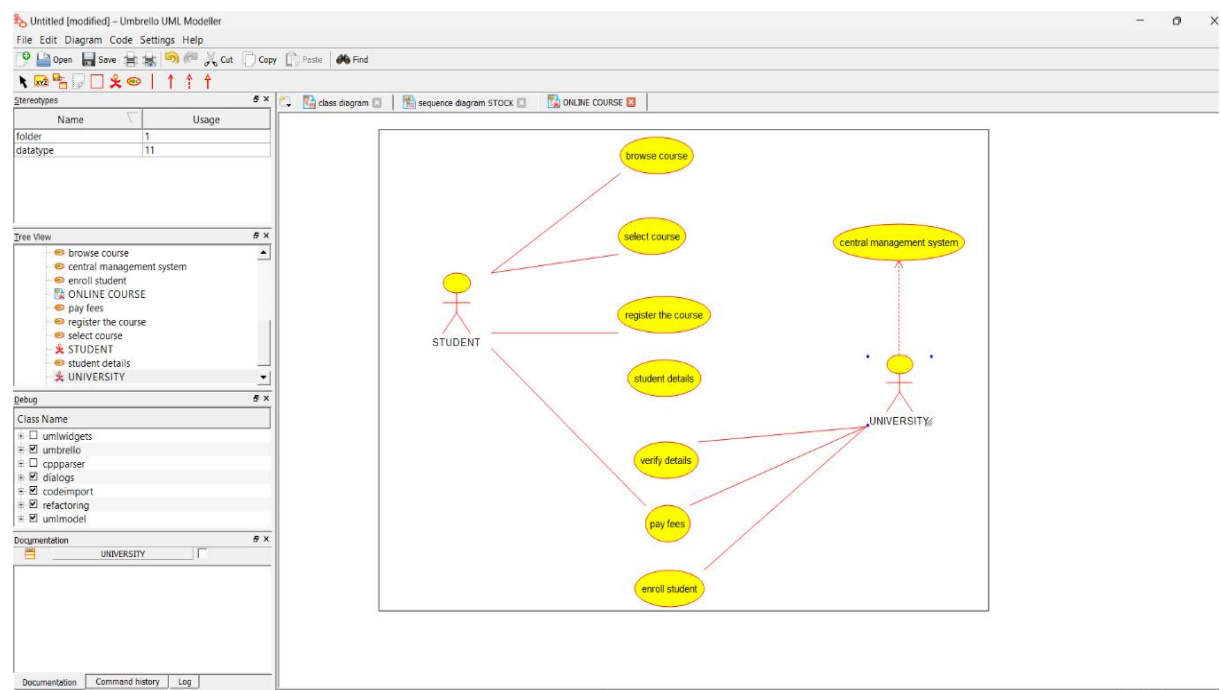 Untitled [modified] – Umbrello UML Modeller
File Edit Diagram Code Settings Help
Open Save Cut Copy Paste Find
XYZ
ABC
Stereotypes
Name Usage
folder 1
datatype 11
Tree View
browse course
central management system
enroll student
ONLINE COURSE
pay fees
register the course
select course
STUDENT
student details
UNIVERSITY
Debug
Class Name
umlwidgets
umbrello
cppparser
dialogs
codeimport
refactoring
umlmodel
Documentation
UNIVERSITY
Documentation Command history Log
class diagram sequence diagram STOCK ONLINE COURSE
browse course
select course
central management system
register the course
STUDENT
student details
UNIVERSITY
verify details
pay fees
enroll student